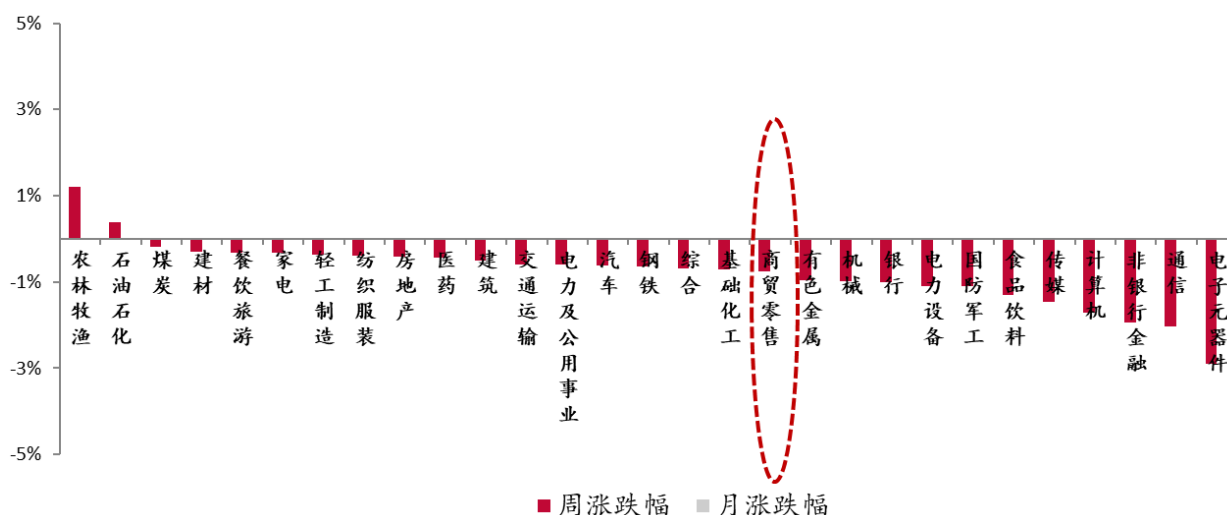 5%
3%
1%
-1%
-3%
-5%
农林牧渔
石油石化
煤炭
建材
餐饮旅游
家电
轻工制造
纺织服装
房地产
医药
建筑
交通运输
电力及公用事业
汽车
钢铁
综合
基础化工
商贸零售
有色金属
机械
银行
电力设备
国防军工
食品饮料
传媒
计算机
非银行金融
通信
电子元器件
周涨跌幅 月涨跌幅